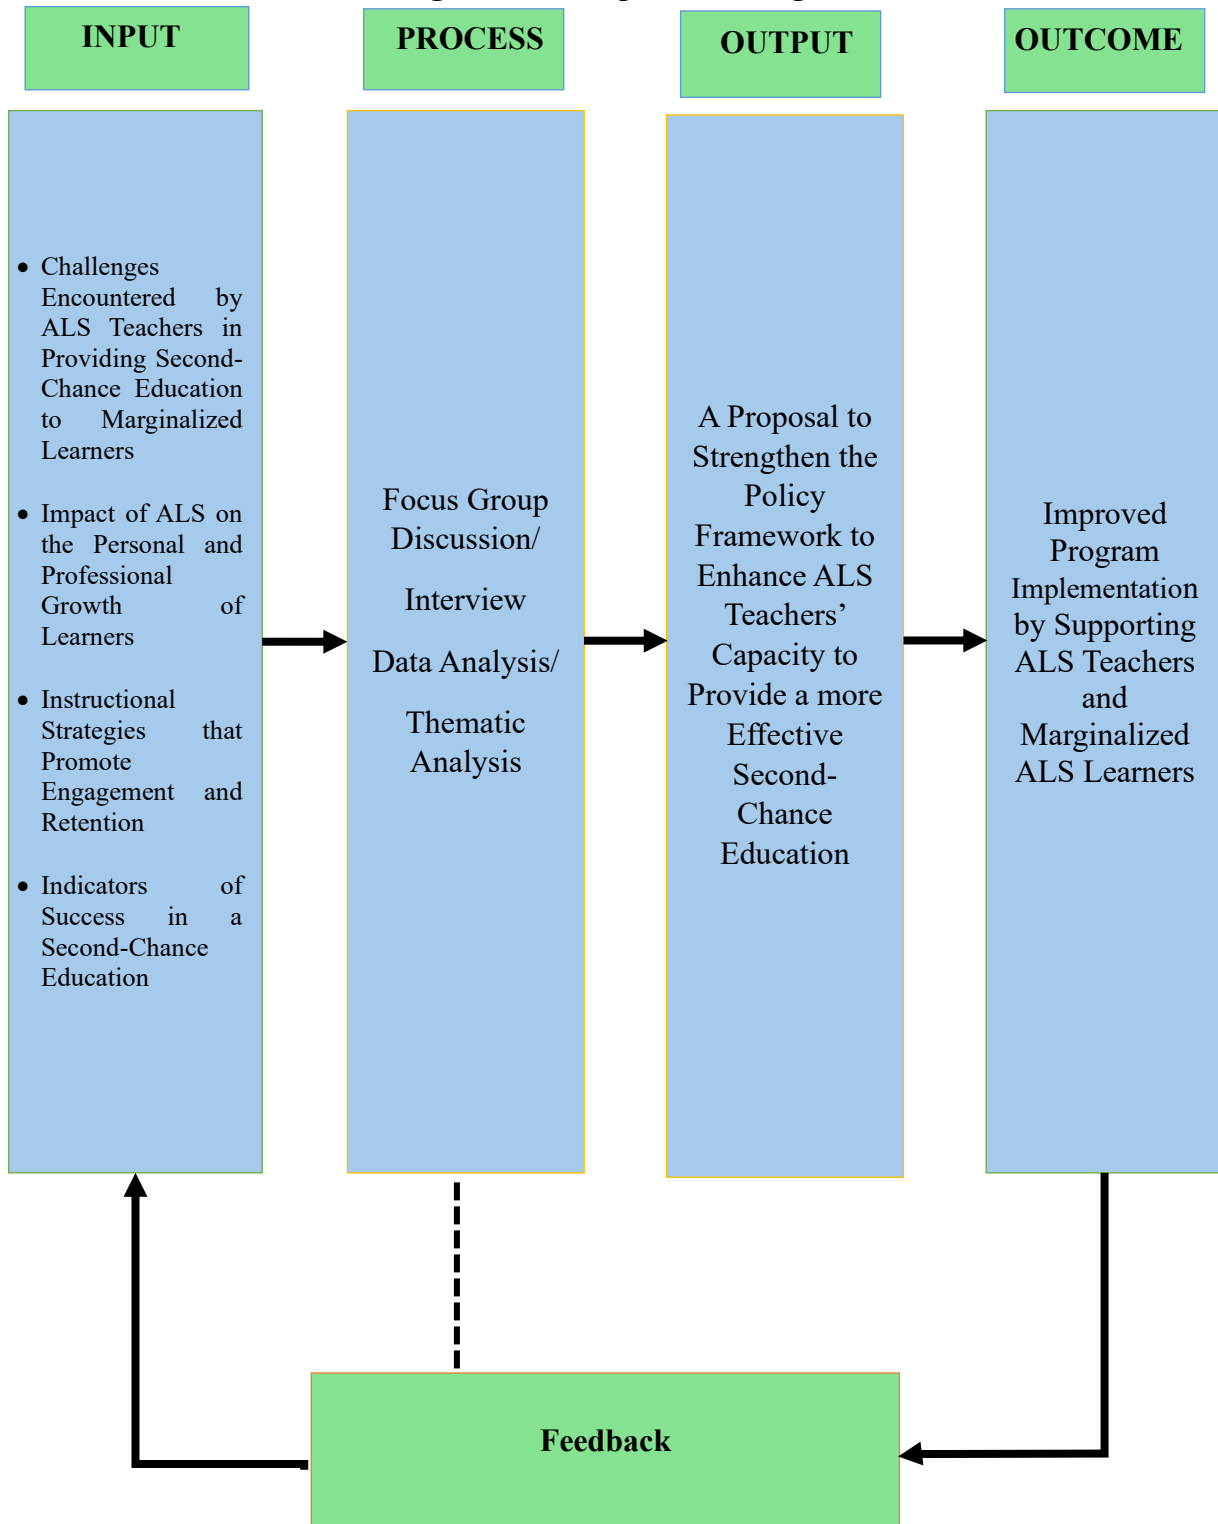 INPUT
PROCESS
OUTPUT
OUTCOME
• Challenges
Encountered by
ALS Teachers in
Providing Second-
Chance Education
to Marginalized
Learners
• Impact of ALS on
the Personal and
Professional
Growth of
Learners
• Instructional
Strategies that
Promote
Engagement and
Retention
• Indicators of
Success in a
Second-Chance
Education
Focus Group
Discussion/
Interview
Data Analysis/
Thematic
Analysis
A Proposal to
Strengthen the
Policy
Framework to
Enhance ALS
Teachers’
Capacity to
Provide a more
Effective
Second-
Chance
Education
Improved
Program
Implementation
by Supporting
ALS Teachers
and
Marginalized
ALS Learners
Feedback